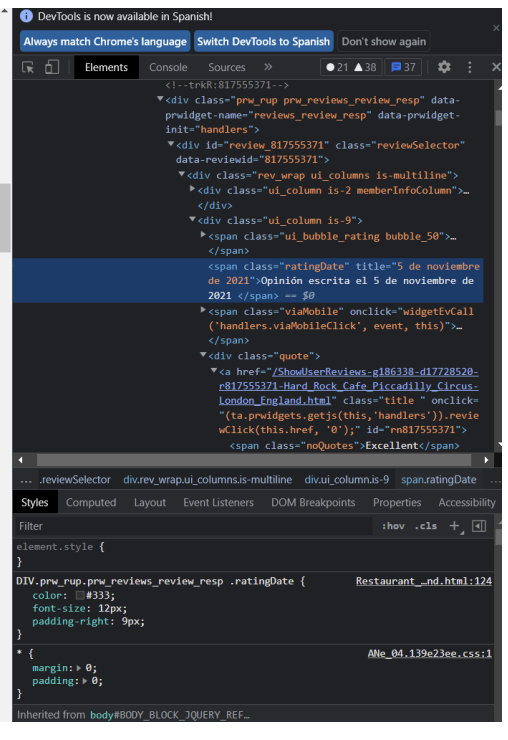 DevTools is now available in Spanish!
Always match Chrome's language Switch DevTools to Spanish Don't show again
Elements Console Sources » 21 38 37
<!--trkR:817555371-->
<div class="prw_rup prw_reviews_review_resp" data-
prwidget-name="reviews_review_resp" data-prwidget-
init="handlers">
<div id="review_817555371" class="reviewSelector"
data-reviewid="817555371">
<div class="rev_wrap ui_columns is-multiline">
<div class="ui_column is-2 memberInfoColumn">…
</div>
<div class="ui_column is-9">
<span class="ui_bubble_rating bubble_50">…
</span>
<span class="ratingDate" title="5 de noviembre
de 2021">Opinión escrita el 5 de noviembre de
2021 </span> == $0
<span class="viaMobile" onclick="widgetEvCall
('handlers.viaMobileClick', event, this)">…
</span>
<div class="quote">
<a href="/ShowUserReviews-g186338-d17728520-
r817555371-Hard_Rock_Cafe_Piccadilly_Circus-
London_England.html" class="title " onclick=
"(ta.prwidgets.getjs(this,'handlers')).revie
wClick(this.href, '0');" id="rn817555371">
<span class="noQuotes">Excellent</span>
... .reviewSelector div.rev_wrap.ui_columns.is-multiline div.ui_column.is-9 span.ratingDate ...
Styles Computed Layout Event Listeners DOM Breakpoints Properties Accessibility
Filter :hov .cls +
element.style {
}
DIV.prw_rup.prw_reviews_review_resp .ratingDate { Restaurant_…nd.html:124
color: #333;
font-size: 12px;
padding-right: 9px;
}
* { ANe_04.139e23ee.css:1
margin: 0;
padding: 0;
}
Inherited from body#BODY_BLOCK_JQUERY_REF…